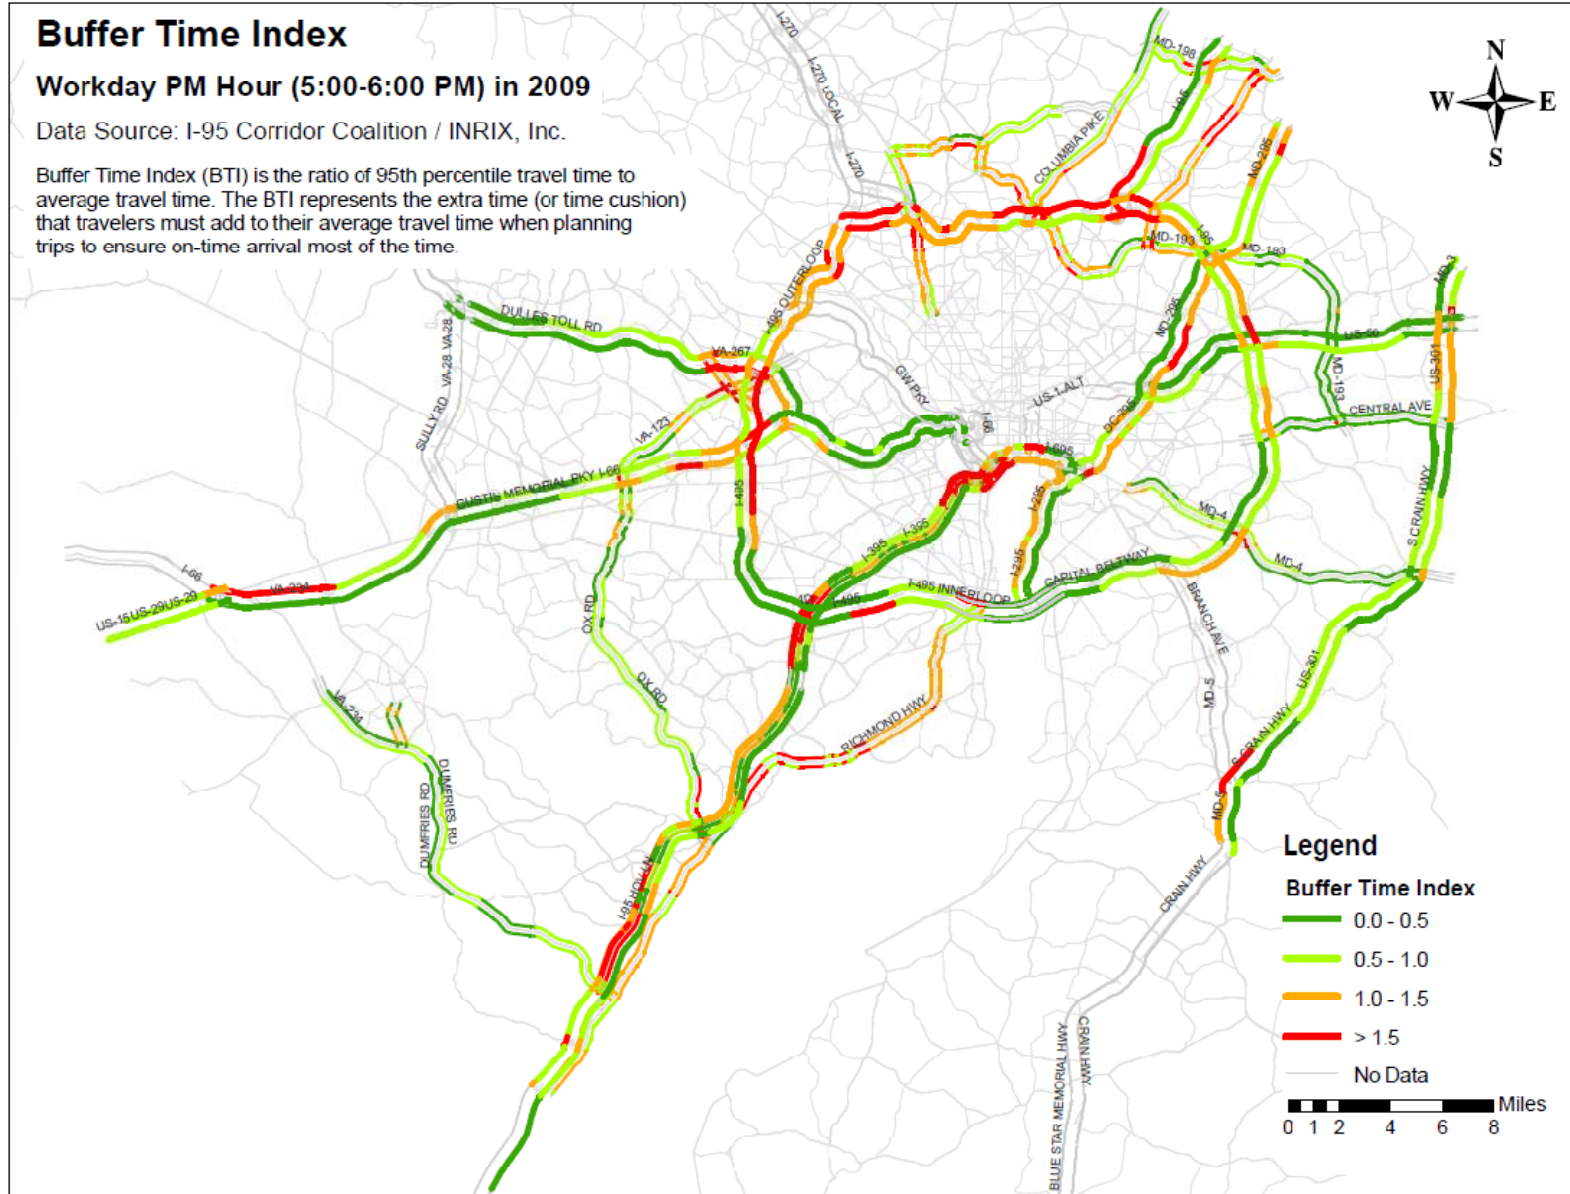 Buffer Time Index
Workday PM Hour (5:00-6:00 PM) in 2009
Data Source: I-95 Corridor Coalition / INRIX, Inc.
Buffer Time Index (BTI) is the ratio of 95th percentile travel time to
average travel time. The BTI represents the extra time (or time cushion)
that travelers must add to their average travel time when planning
trips to ensure on-time arrival most of the time.
N
W E
S
I-270
I-270 LOCAL
I-270
MD-198
I-95
COLUMBIA PIKE
MD-295
MD-193
I-95
MD-193
MD-3
I-495 OUTERLOOP
DULLES TOLL RD
VA-28 VA28
VA-267
MD-295
US-50
US-301
GW PKY
US-1-ALT
MD-193
CENTRAL AVE
SULLY RD
VA-123
I-66
DC-295
I-695
I-66
I-495
I-295
MD-4
S CRAIN HWY
I-395
I-395
I-66
VA-234
US-15 US-29 US-29
I-295
CAPITAL BELTWAY
MD-4
I-495
I-495 INNERLOOP
OX RD
BRANCH AVE
OX RD
MD-5
US-301
VA-234
RICHMOND HWY
S CRAIN HWY
DUMFRIES RD
DUMFRIES RD
MD-5
I-95 HOV LN
CRAIN HWY
BLUE STAR MEMORIAL HWY
CRAIN HWY
Legend
Buffer Time Index
0.0 - 0.5
0.5 - 1.0
1.0 - 1.5
> 1.5
No Data
Miles
0 1 2 4 6 8